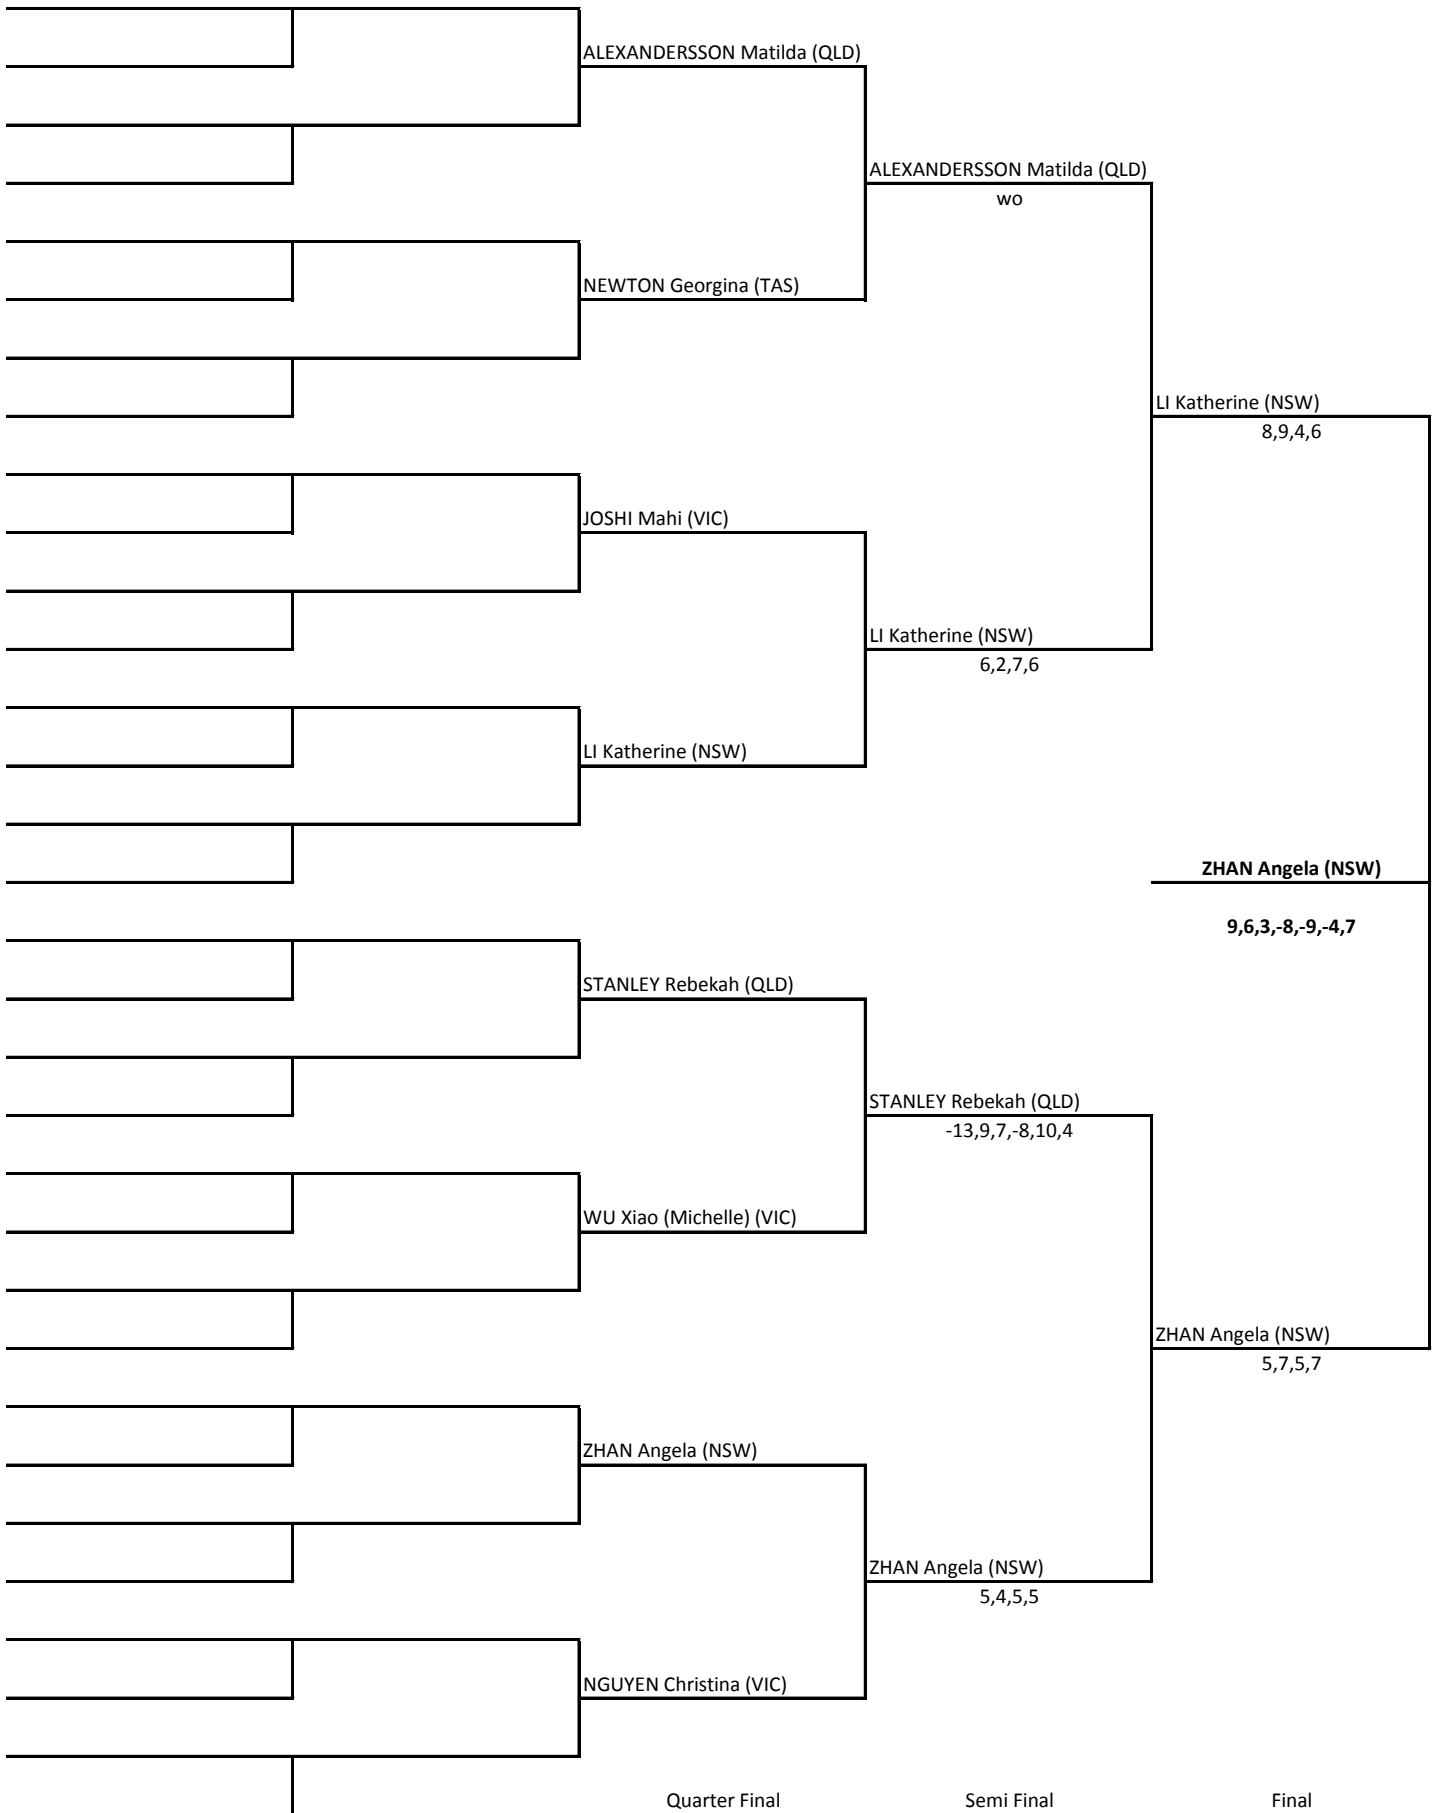 ALEXANDERSSON Matilda (QLD)
ALEXANDERSSON Matilda (QLD)
wo
NEWTON Georgina (TAS)
LI Katherine (NSW)
8,9,4,6
JOSHI Mahi (VIC)
LI Katherine (NSW)
6,2,7,6
LI Katherine (NSW)
ZHAN Angela (NSW)
9,6,3,-8,-9,-4,7
STANLEY Rebekah (QLD)
STANLEY Rebekah (QLD)
-13,9,7,-8,10,4
WU Xiao (Michelle) (VIC)
ZHAN Angela (NSW)
5,7,5,7
ZHAN Angela (NSW)
ZHAN Angela (NSW)
5,4,5,5
NGUYEN Christina (VIC)
Quarter Final Semi Final Final